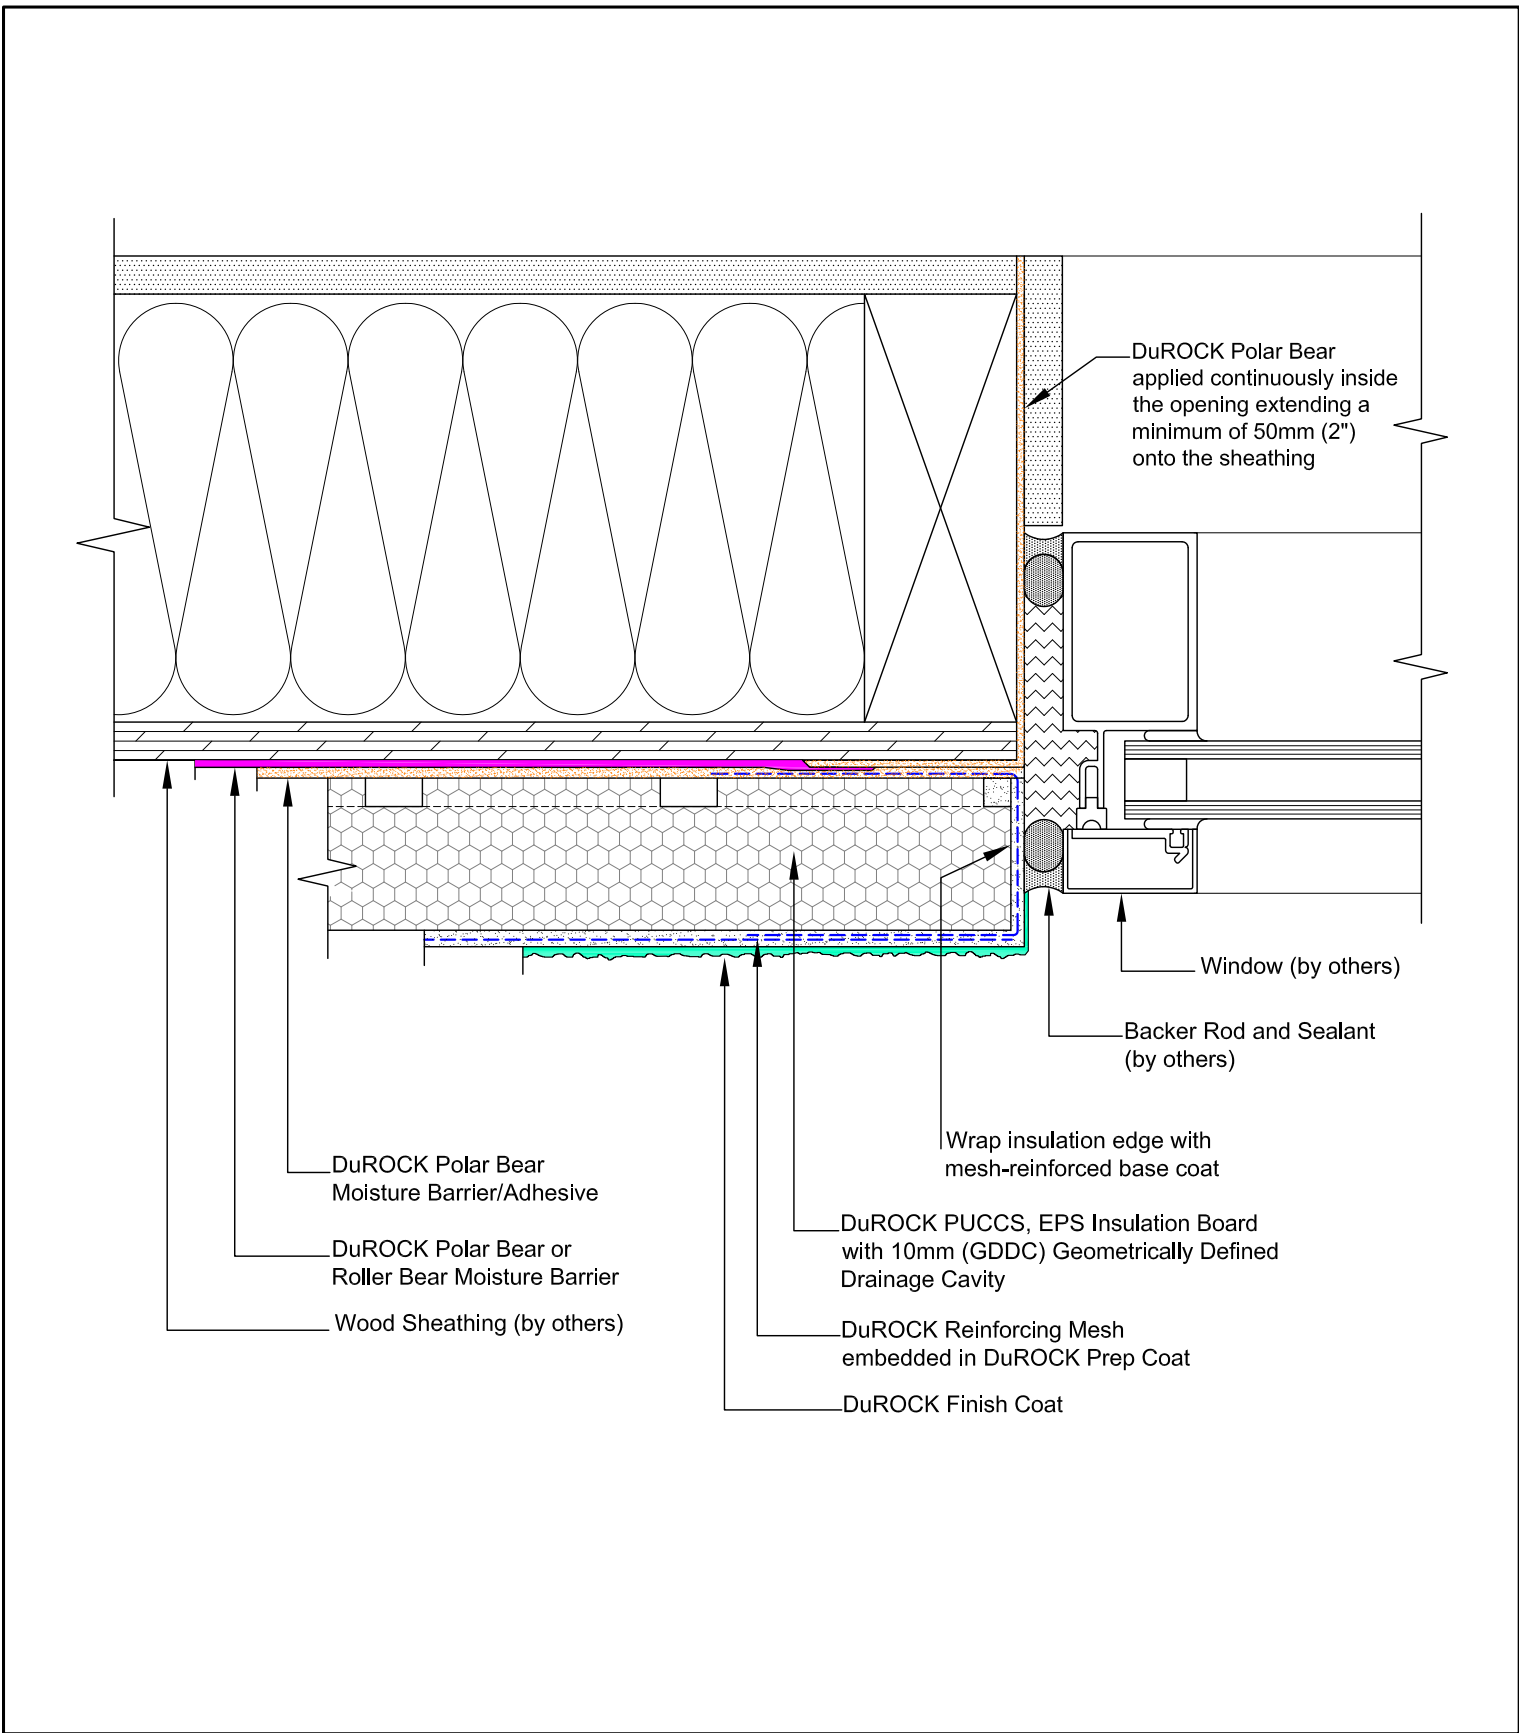 DuROCK Polar Bear
applied continuously inside
the opening extending a
minimum of 50mm (2")
onto the sheathing
Window (by others)
Backer Rod and Sealant
(by others)
Wrap insulation edge with
mesh-reinforced base coat
DuROCK Polar Bear
Moisture Barrier/Adhesive
DuROCK Polar Bear or
Roller Bear Moisture Barrier
Wood Sheathing (by others)
DuROCK PUCCS, EPS Insulation Board
with 10mm (GDDC) Geometrically Defined
Drainage Cavity
DuROCK Reinforcing Mesh
embedded in DuROCK Prep Coat
DuROCK Finish Coat